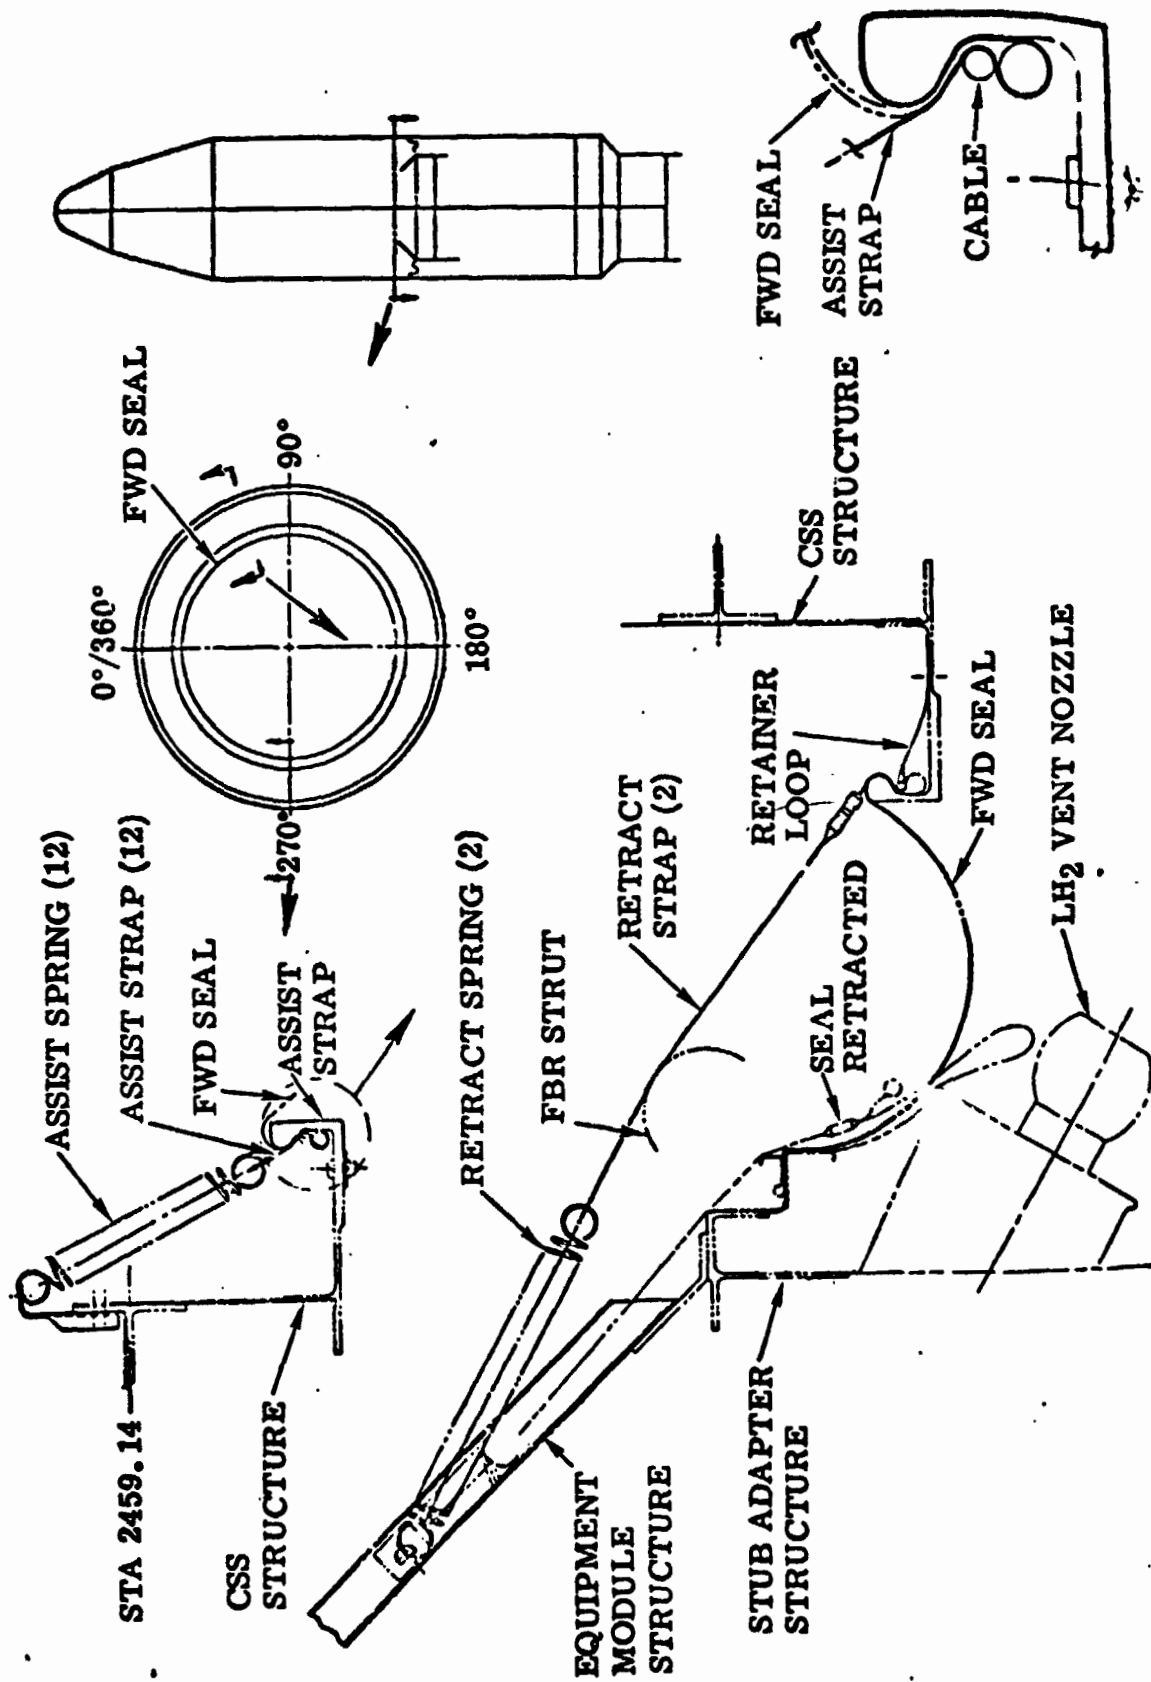 STA 2459.14
ASSIST SPRING (12)
ASSIST STRAP (12)
FWD SEAL
ASSIST
STRAP
CSS
STRUCTURE
0°/360°
90°
180°
270°
FWD SEAL
RETRACT SPRING (2)
FBR STRUT
RETRACT
STRAP (2)
SEAL
RETRACTED
RETAINER
LOOP
CSS
STRUCTURE
FWD SEAL
LH2 VENT NOZZLE
EQUIPMENT
MODULE
STRUCTURE
STUB ADAPTER
STRUCTURE
FWD SEAL
ASSIST
STRAP
CABLE